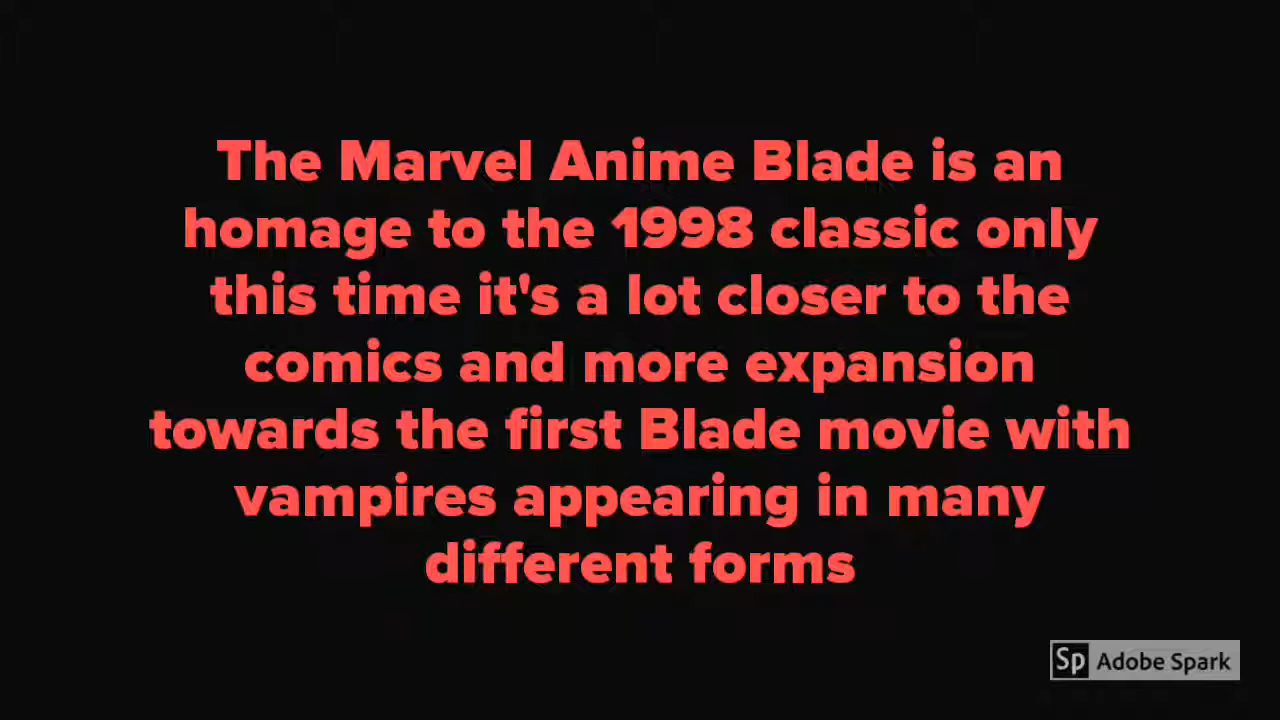 The Marvel Anime Blade is an
homage to the 1998 classic only
this time it's a lot closer to the
comics and more expansion
towards the first Blade movie with
vampires appearing in many
different forms
Sp Adobe Spark